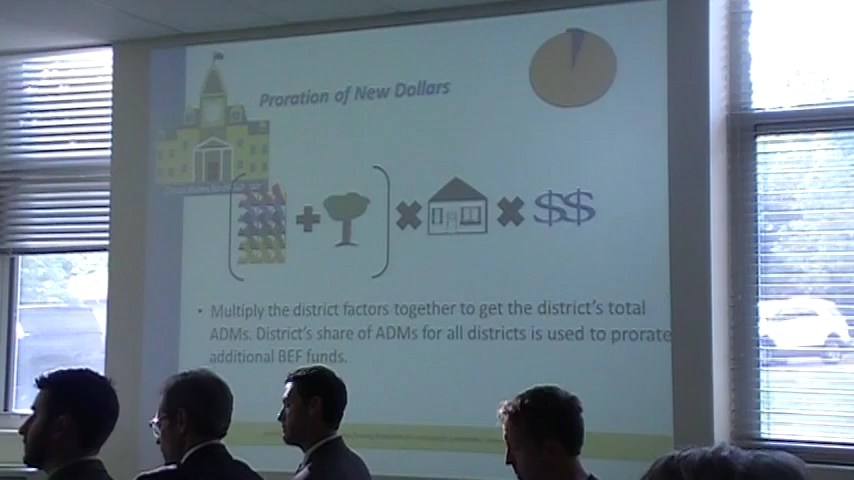 Proration of New Dollars
$$
• Multiply the district factors together to get the district's total
ADMs. District's share of ADMs for all districts is used to prorate
additional BEF funds.